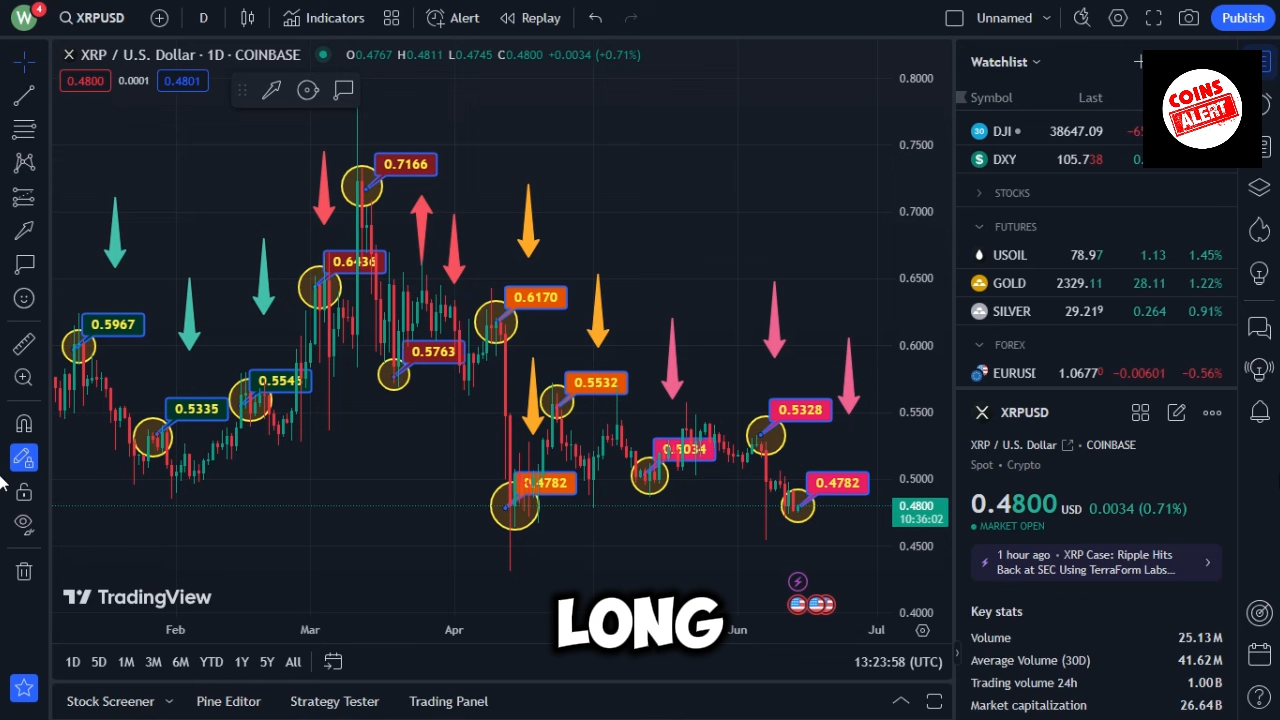 W 4 XRPUSD D Indicators Alert Replay Unnamed Publish
XRP / U.S. Dollar · 1D · COINBASE O0.4767 H0.4811 L0.4745 C0.4800 +0.0034 (+0.71%)
0.4800 0.0001 0.4801
0.8000
0.7500
0.7000
0.6500
0.6000
0.5500
0.5000
0.4800
10:36:02
0.4500
0.4000
0.5967
0.5335
0.5545
0.6436
0.7166
0.5763
0.6170
0.5532
0.4782
0.5034
0.5328
0.4782
TradingView
LONG
Feb Mar Apr Jun Jul
1D 5D 1M 3M 6M YTD 1Y 5Y All 13:23:58 (UTC)
Stock Screener Pine Editor Strategy Tester Trading Panel
Watchlist
COINS
ALERT
Symbol Last
30 DJI 38647.09
$ DXY 105.738
STOCKS
FUTURES
USOIL 78.97 1.13 1.45%
GOLD 2329.11 28.11 1.22%
SILVER 29.219 0.264 0.91%
FOREX
EURUSD 1.06770 −0.00601 −0.56%
XRPUSD
XRP / U.S. Dollar COINBASE
Spot • Crypto
0.4800 USD 0.0034 (0.71%)
MARKET OPEN
1 hour ago • XRP Case: Ripple Hits
Back at SEC Using TerraForm Labs...
Key stats
Volume 25.13M
Average Volume (30D) 41.62M
Trading volume 24h 1.00B
Market capitalization 26.64B